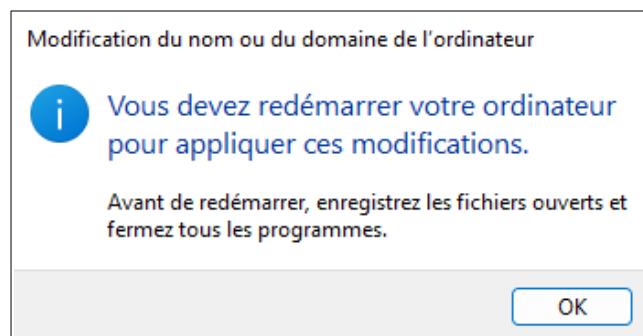 Modification du nom ou du domaine de l'ordinateur
i
Vous devez redémarrer votre ordinateur
pour appliquer ces modifications.
Avant de redémarrer, enregistrez les fichiers ouverts et
fermez tous les programmes.
OK